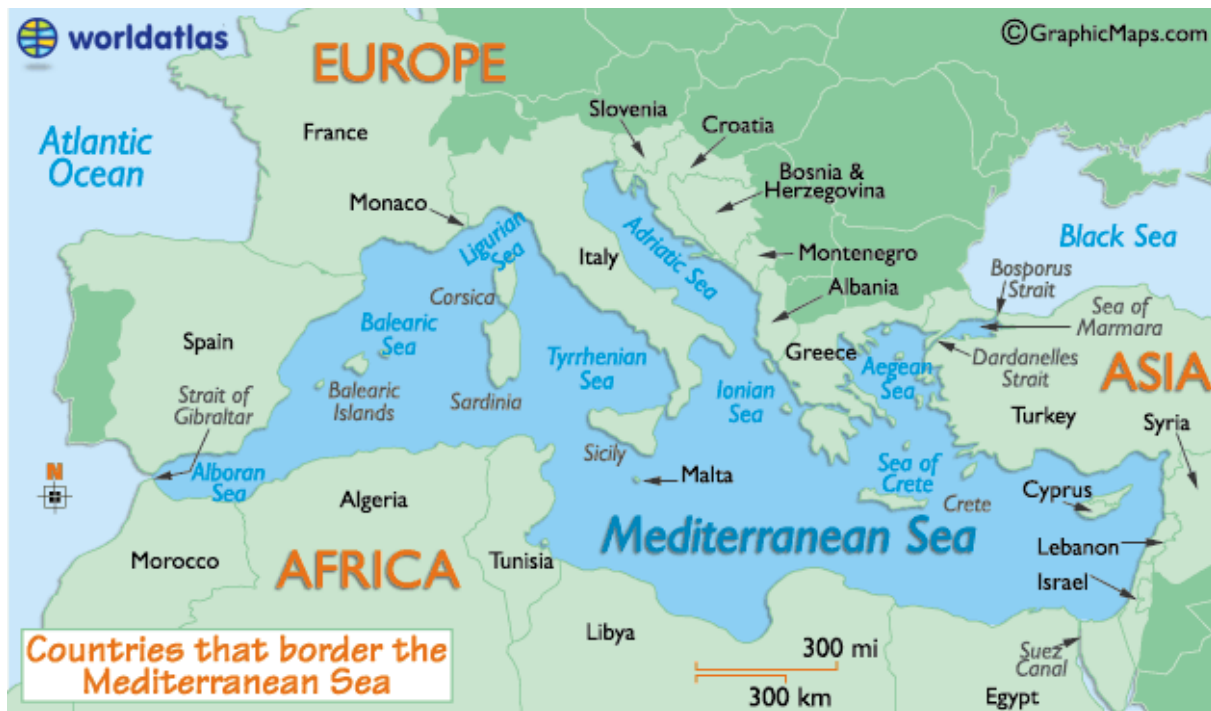 worldatlas
©GraphicMaps.com
EUROPE
Atlantic
Ocean
France
Slovenia
Croatia
Bosnia &
Herzegovina
Monaco
Ligurian
Sea
Italy
Adriatic Sea
Montenegro
Albania
Black Sea
Bosporus
Strait
Sea of
Marmara
Corsica
Balearic
Sea
Spain
Tyrrhenian
Sea
Ionian
Sea
Greece
Aegean
Sea
Dardanelles
Strait
ASIA
Strait of
Gibraltar
Balearic
Islands
Sardinia
Turkey
Syria
Sicily
Malta
Sea of
Crete
Crete
Cyprus
N
Alboran
Sea
Algeria
Mediterranean Sea
Lebanon
Israel
Morocco
AFRICA
Tunisia
Libya
Countries that border the
Mediterranean Sea
300 mi
300 km
Suez
Canal
Egypt